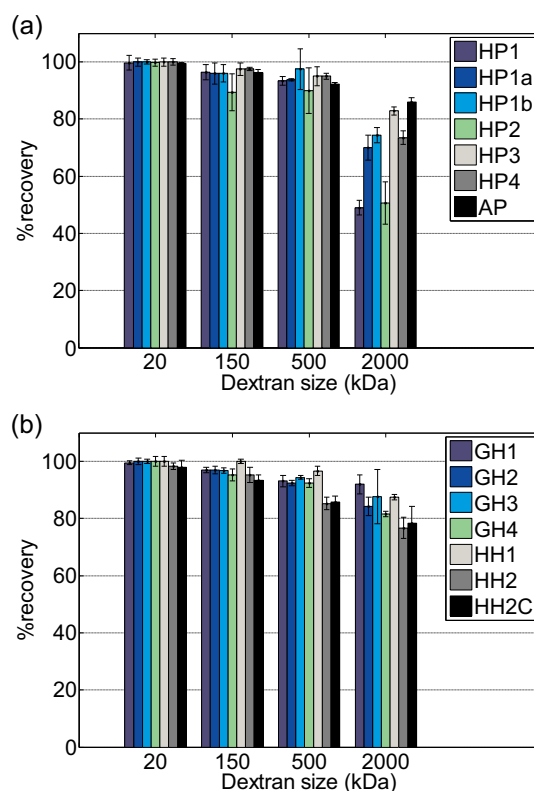 (a)
%recovery
100
80
60
40
20
0
20 150 500 2000
Dextran size (kDa)
HP1
HP1a
HP1b
HP2
HP3
HP4
AP
(b)
%recovery
100
80
60
40
20
0
20 150 500 2000
Dextran size (kDa)
GH1
GH2
GH3
GH4
HH1
HH2
HH2C